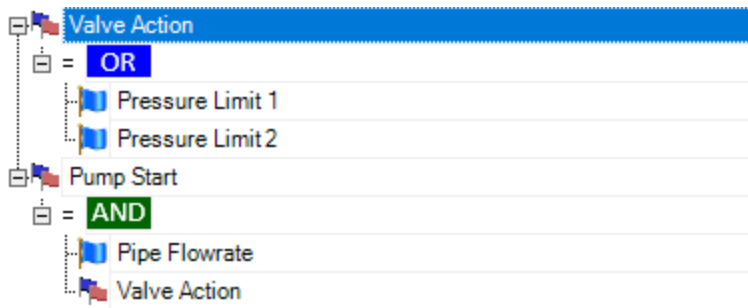 Valve Action
= OR
Pressure Limit 1
Pressure Limit 2
Pump Start
= AND
Pipe Flowrate
Valve Action